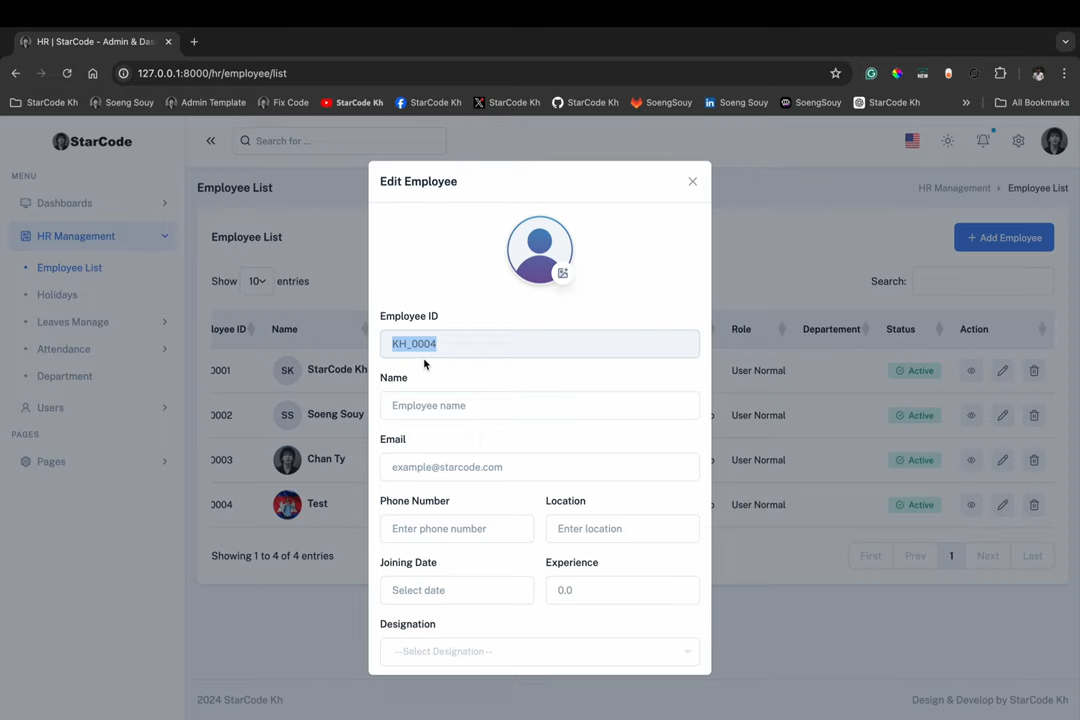 HR | StarCode - Admin & Das
127.0.0.1:8000/hr/employee/list
StarCode Kh Soeng Souy Admin Template Fix Code StarCode Kh StarCode Kh StarCode Kh StarCode Kh SoengSouy Soeng Souy SoengSouy StarCode Kh » All Bookmarks
StarCode
Search for ...
MENU
Dashboards
HR Management
Employee List
Holidays
Leaves Manage
Attendance
Department
Users
PAGES
Pages
Employee List
HR Management > Employee List
Employee List
+ Add Employee
Show 10 entries
Search:
loyee ID Name Role Departement Status Action
0001 SK StarCode Kh User Normal Active
0002 SS Soeng Souy User Normal Active
0003 Chan Ty User Normal Active
0004 Test User Normal Active
Showing 1 to 4 of 4 entries
First Prev 1 Next Last
2024 StarCode Kh
Design & Develop by StarCode Kh
Edit Employee
Employee ID
KH_0004
Name
Employee name
Email
example@starcode.com
Phone Number Location
Enter phone number Enter location
Joining Date Experience
Select date 0.0
Designation
--Select Designation--